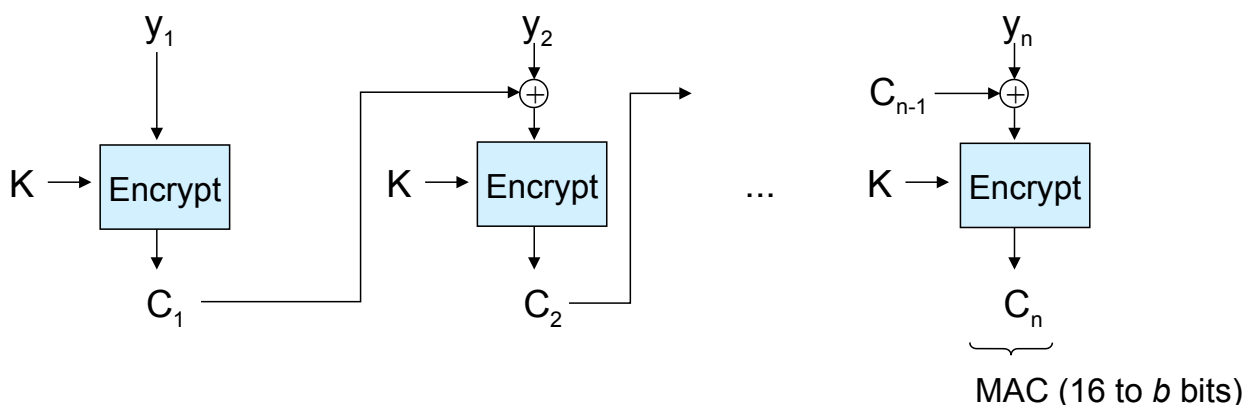 y₁ y₂ yₙ
Cₙ₋₁
K Encrypt K Encrypt ... K Encrypt
C₁ C₂ Cₙ
MAC (16 to b bits)